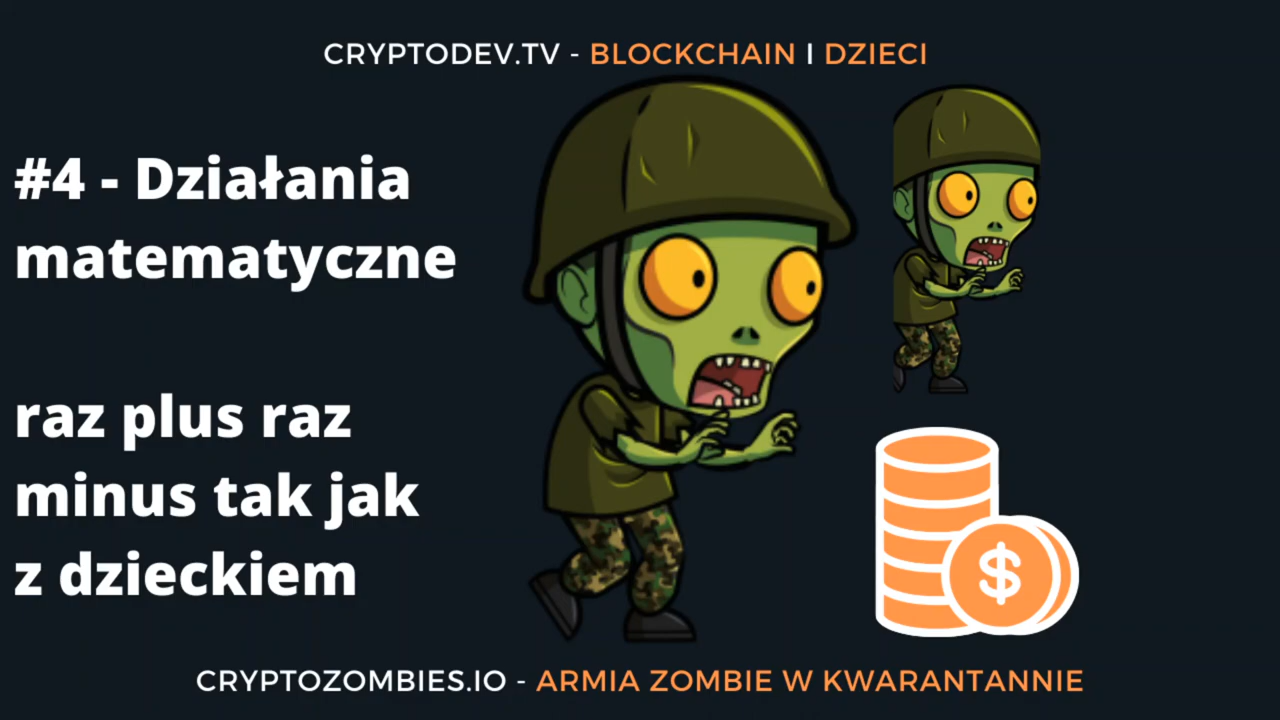 CRYPTODEV.TV - BLOCKCHAIN I DZIECI
#4 - Działania
matematyczne
raz plus raz
minus tak jak
z dzieckiem
$
CRYPTOZOMBIES.IO - ARMIA ZOMBIE W KWARANTANNIE